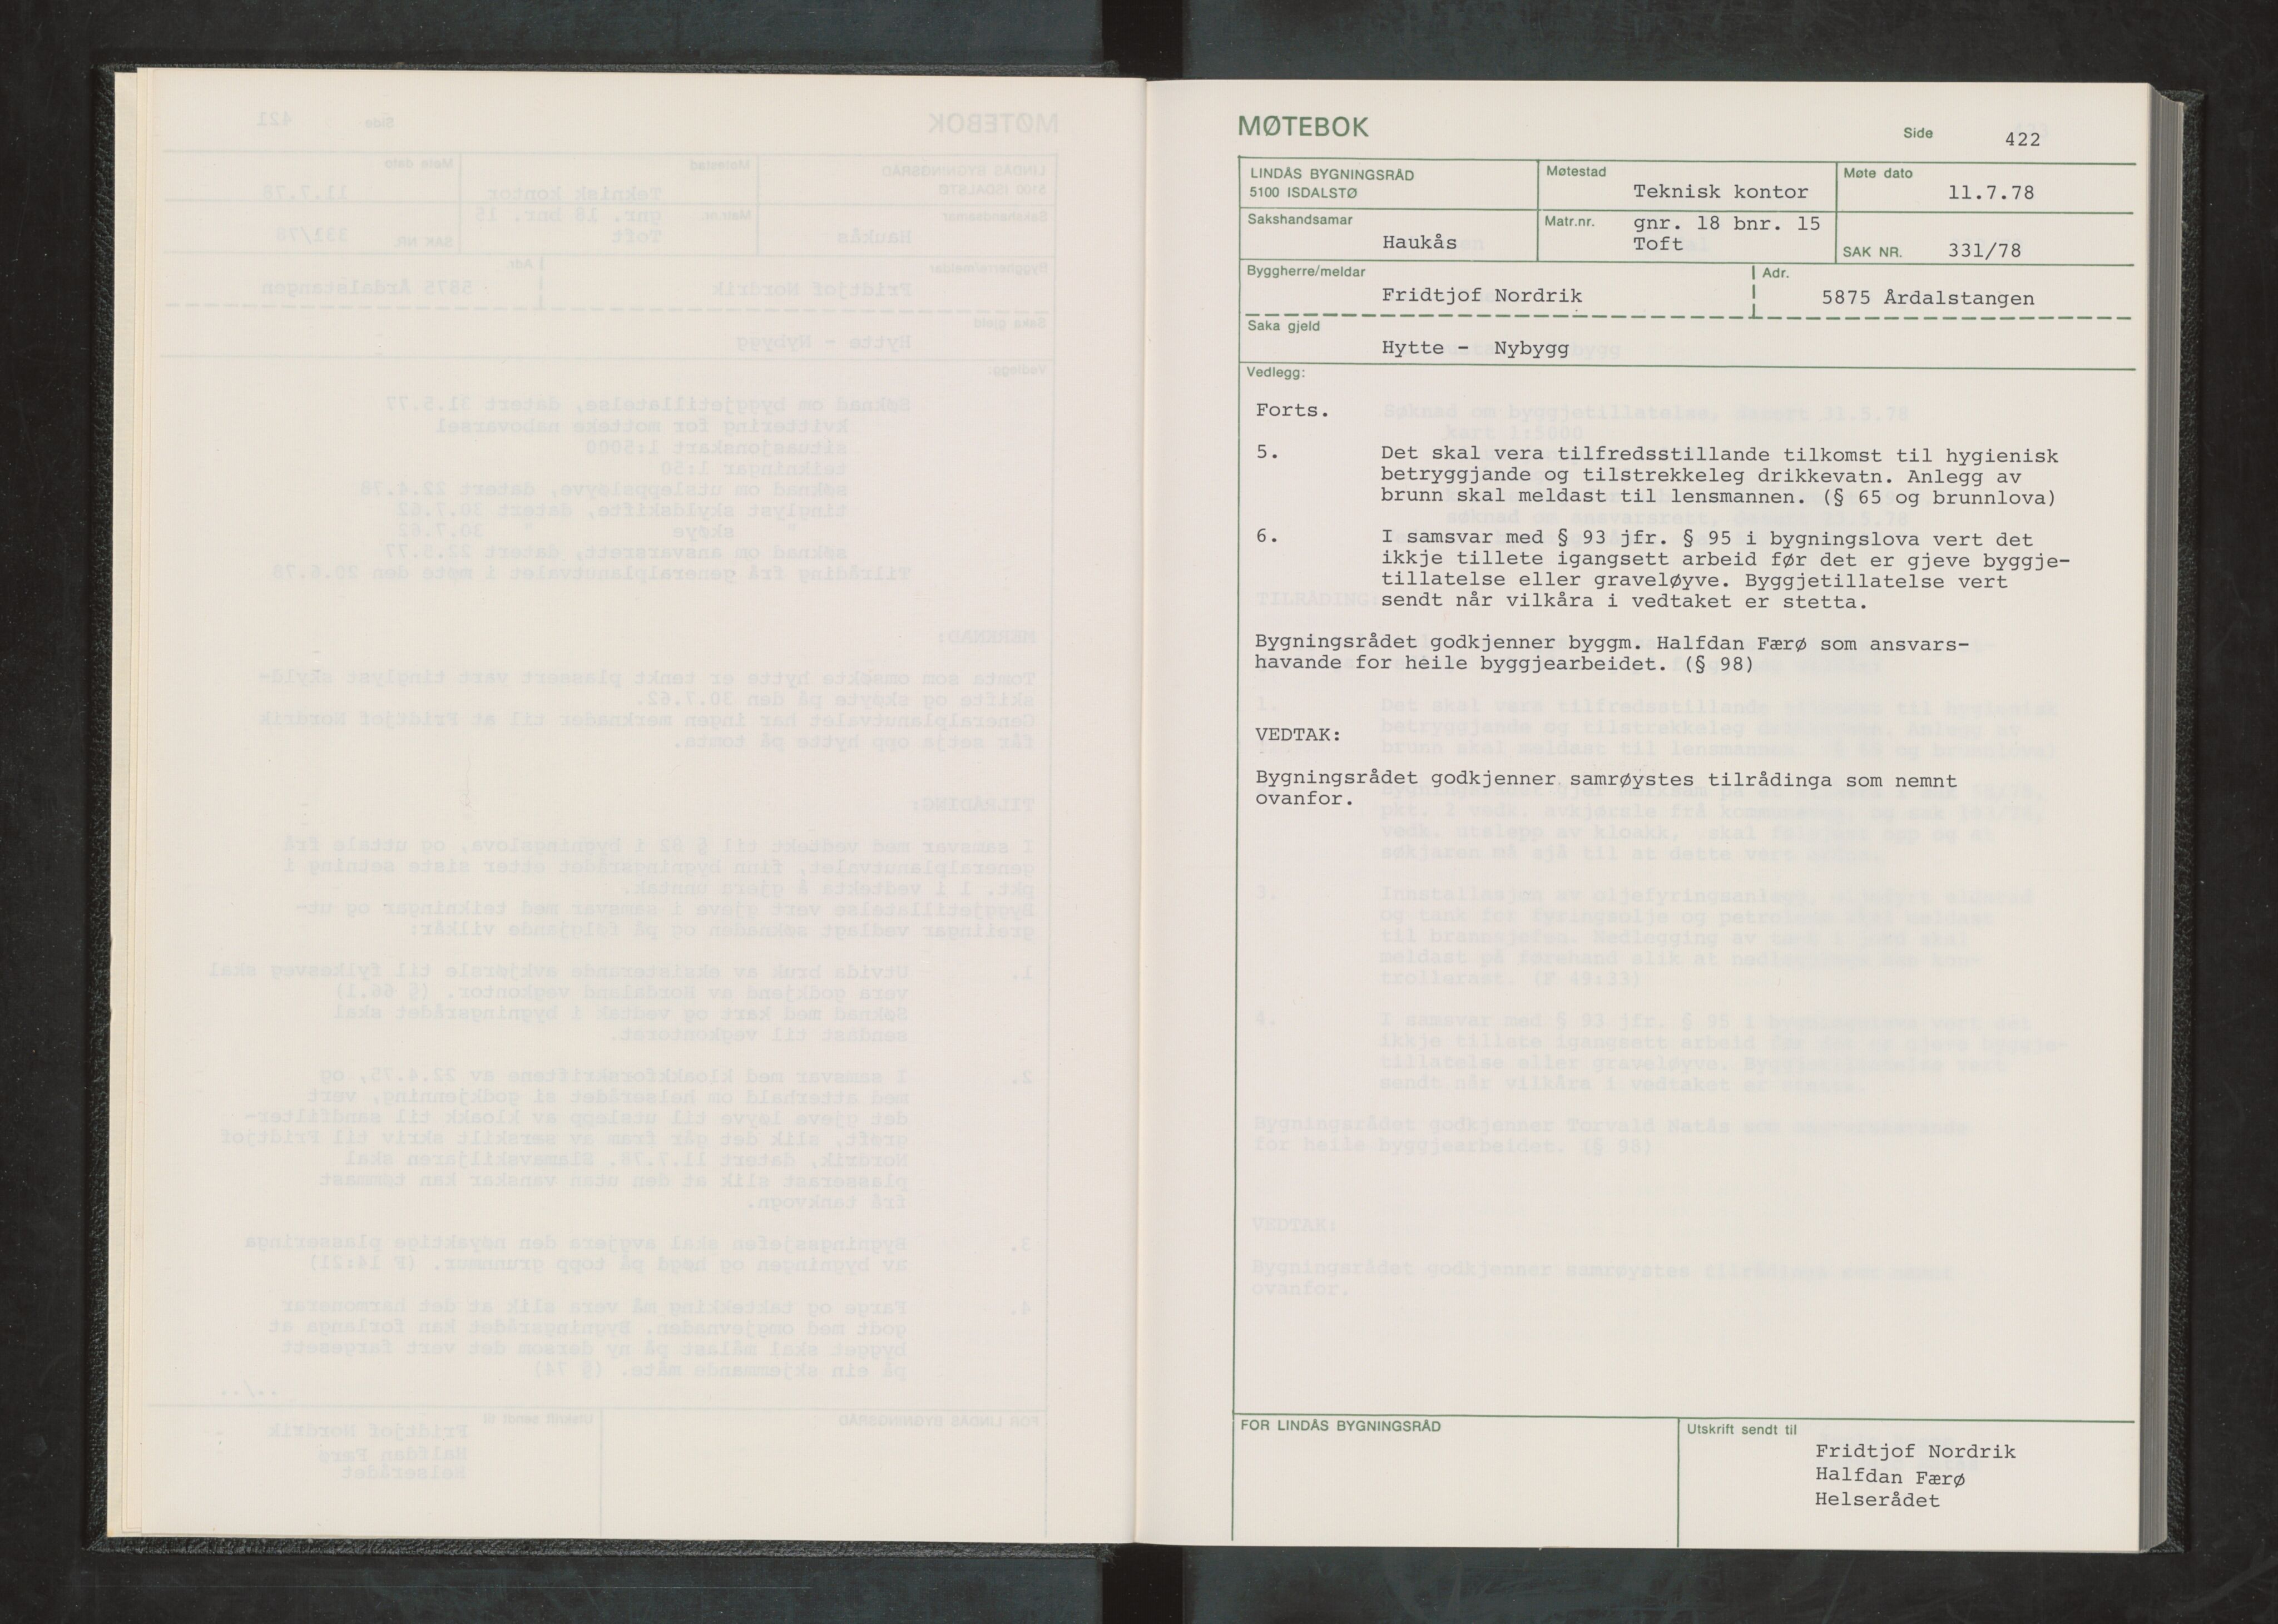 MØTEBOK
Side 422
LINDÅS BYGNINGSRÅD
5100 ISDALSTØ
Møtestad
Teknisk kontor
Møte dato
11.7.78
Sakshandsamar
Haukås
Matr.nr. gnr. 18 bnr. 15
Toft
SAK NR. 331/78
Byggherre/meldar
Fridtjof Nordrik
Adr.
5875 Årdalstangen
Saka gjeld
Hytte - Nybygg
Vedlegg:
Forts.
5. Det skal vera tilfredsstillande tilkomst til hygienisk
betryggjande og tilstrekkeleg drikkevatn. Anlegg av
brunn skal meldast til lensmannen. (§ 65 og brunnlova)
6. I samsvar med § 93 jfr. § 95 i bygningslova vert det
ikkje tillete igangsett arbeid før det er gjeve byggje-
tillatelse eller graveløyve. Byggjetillatelse vert
sendt når vilkåra i vedtaket er stetta.
Bygningsrådet godkjenner byggm. Halfdan Færø som ansvars-
havande for heile byggjearbeidet. (§ 98)
VEDTAK:
Bygningsrådet godkjenner samrøystes tilrådinga som nemnt
ovanfor.
FOR LINDÅS BYGNINGSRÅD
Utskrift sendt til
Fridtjof Nordrik
Halfdan Færø
Helserådet